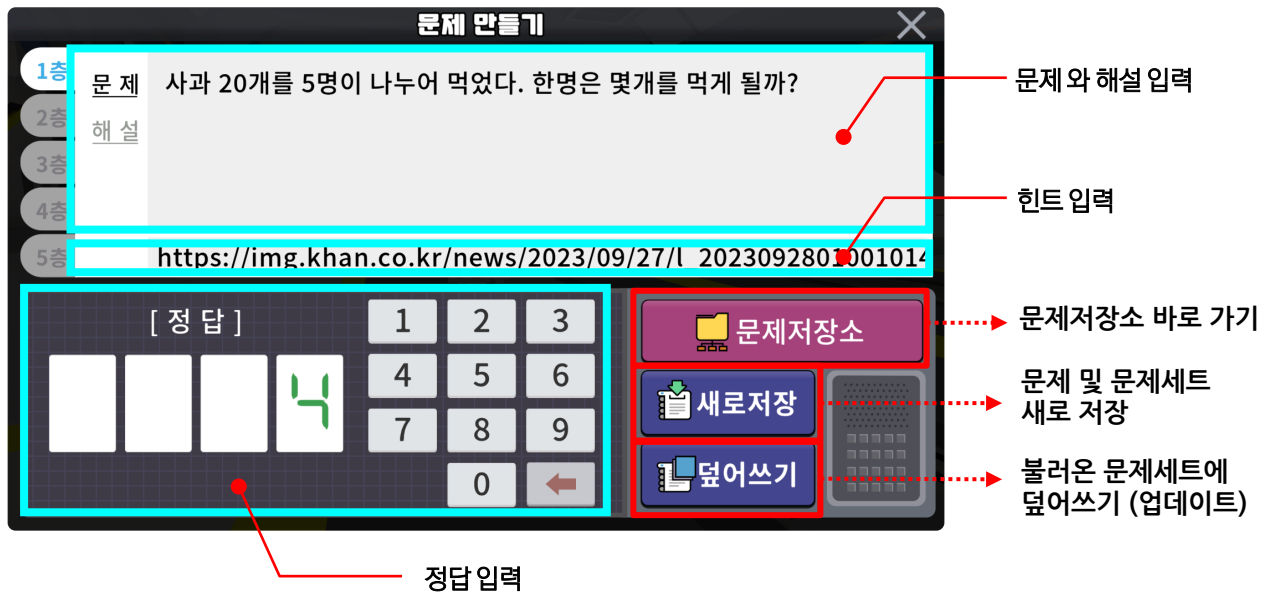 문제 만들기
1층
2층
3층
4층
5층
문 제
해 설
사과 20개를 5명이 나누어 먹었다. 한명은 몇개를 먹게 될까?
https://img.khan.co.kr/news/2023/09/27/l_2023092801001014
[ 정 답 ]
4
1 2 3
4 5 6
7 8 9
0
문제저장소
새로저장
덮어쓰기
문제 와 해설 입력
힌트 입력
문제저장소 바로 가기
문제 및 문제세트
새로 저장
불러온 문제세트에
덮어쓰기 (업데이트)
정답 입력